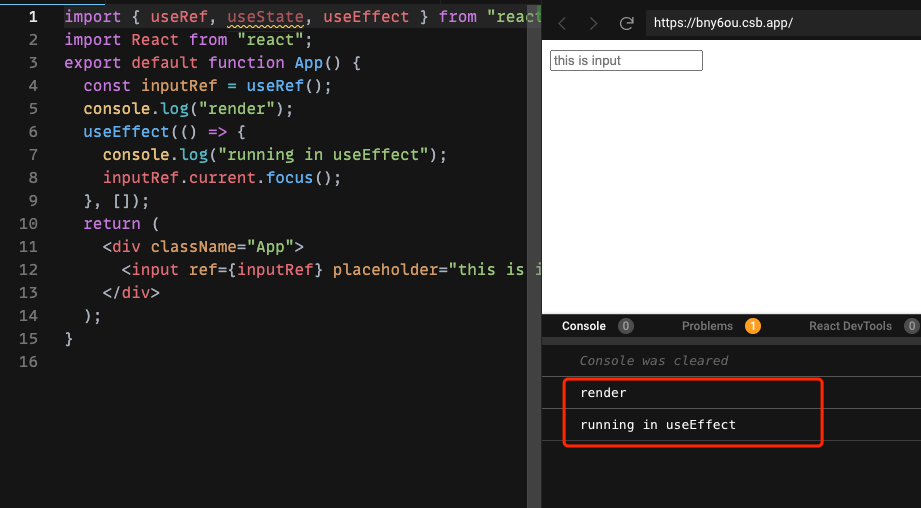 1 import { useRef, useState, useEffect } from "react
2 import React from "react";
3 export default function App() {
4 const inputRef = useRef();
5 console.log("render");
6 useEffect(() => {
7 console.log("running in useEffect");
8 inputRef.current.focus();
9 }, []);
10 return (
11 <div className="App">
12 <input ref={inputRef} placeholder="this is i
13 </div>
14 );
15 }
16
https://bny6ou.csb.app/
this is input
Console 0 Problems 1 React DevTools 0
Console was cleared
render
running in useEffect